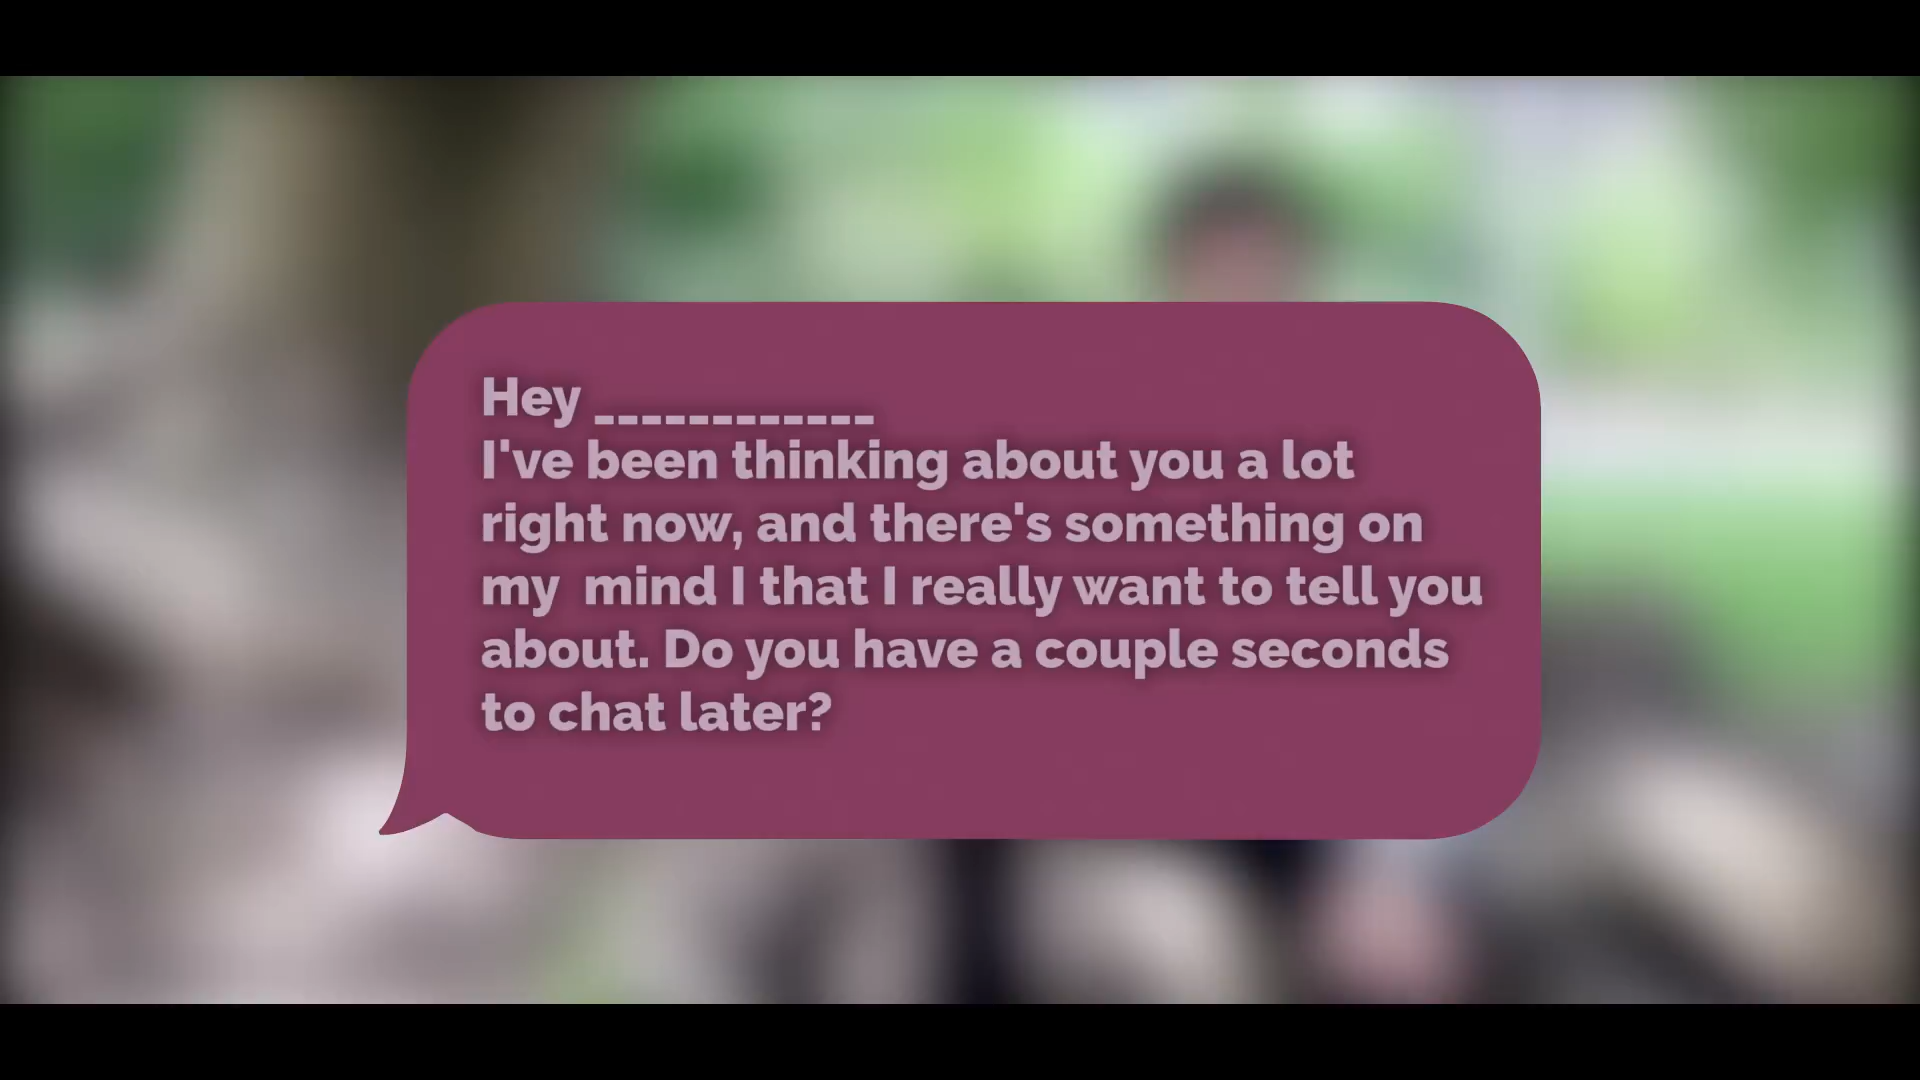 Hey ____________
I've been thinking about you a lot
right now, and there's something on
my  mind I that I really want to tell you
about. Do you have a couple seconds
to chat later?